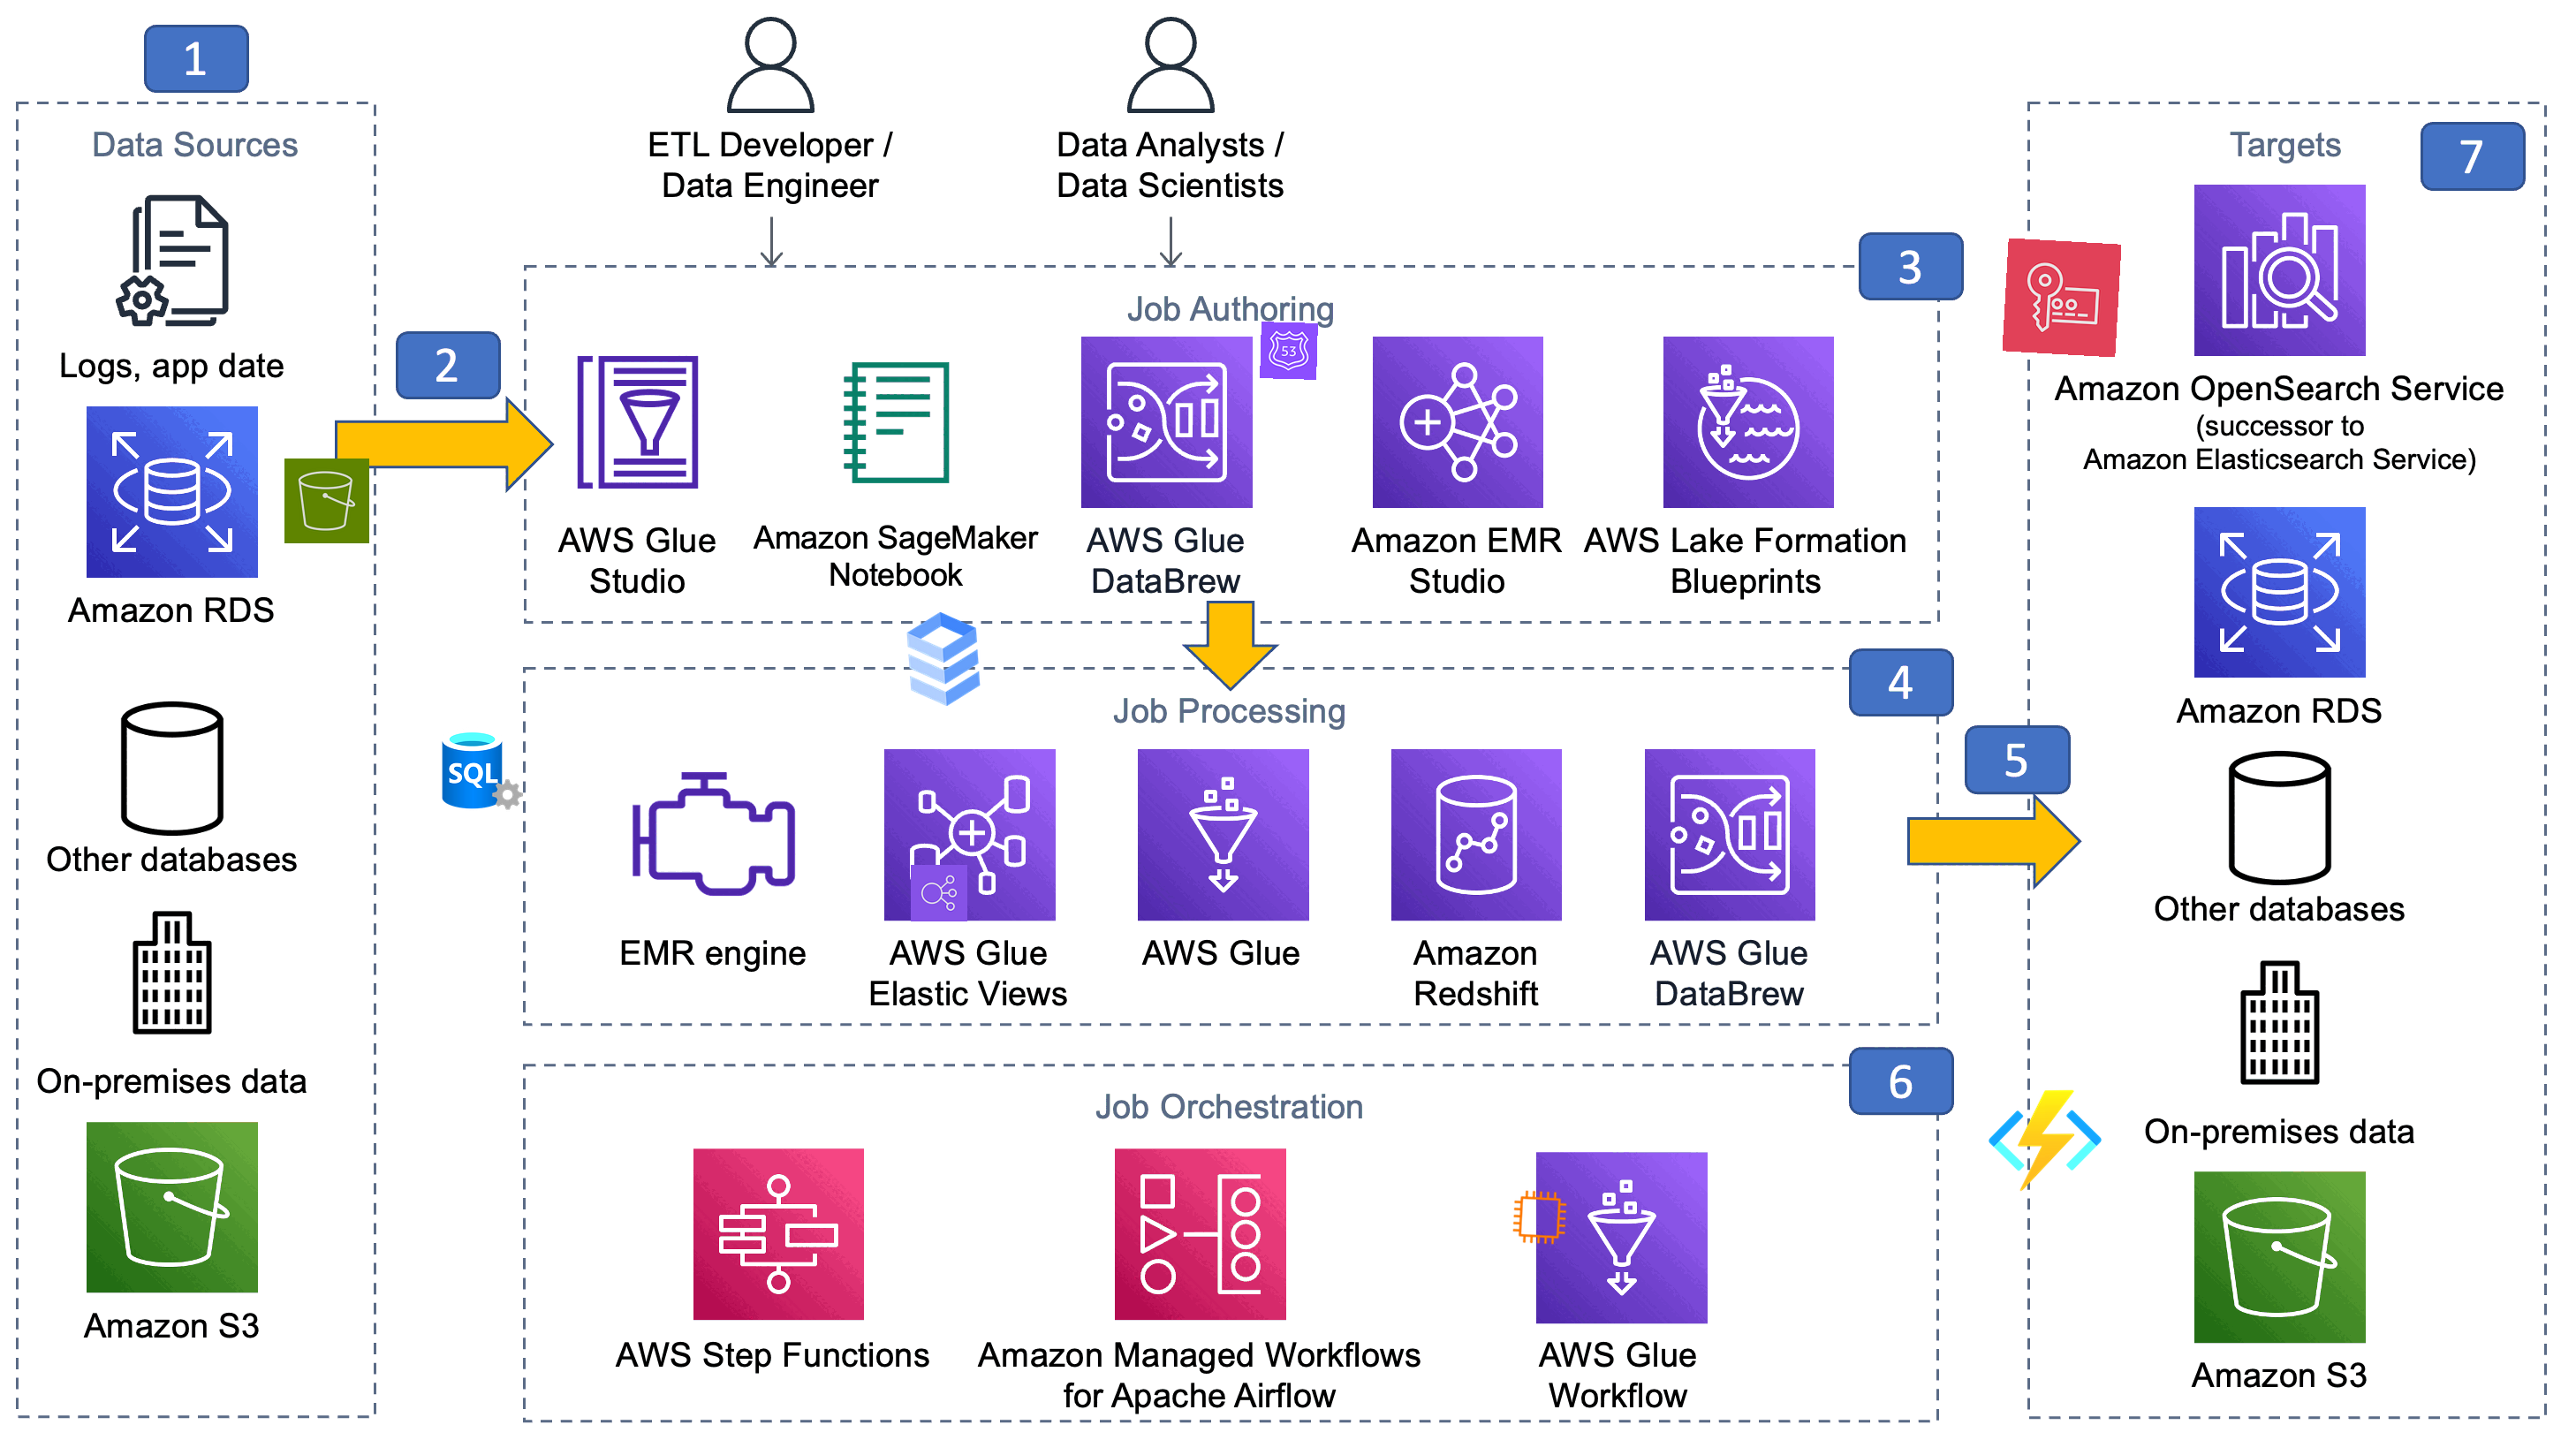 1
Data Sources
Logs, app date
Amazon RDS
Other databases
On-premises data
Amazon S3
2
ETL Developer /
Data Engineer
Data Analysts /
Data Scientists
3
Job Authoring
53
AWS Glue
Studio
Amazon SageMaker
Notebook
AWS Glue
DataBrew
Amazon EMR
Studio
AWS Lake Formation
Blueprints
4
Job Processing
SQL
EMR engine
AWS Glue
Elastic Views
AWS Glue
Amazon
Redshift
AWS Glue
DataBrew
5
6
Job Orchestration
AWS Step Functions
Amazon Managed Workflows
for Apache Airflow
AWS Glue
Workflow
7
Targets
Amazon OpenSearch Service
(successor to
Amazon Elasticsearch Service)
Amazon RDS
Other databases
On-premises data
Amazon S3